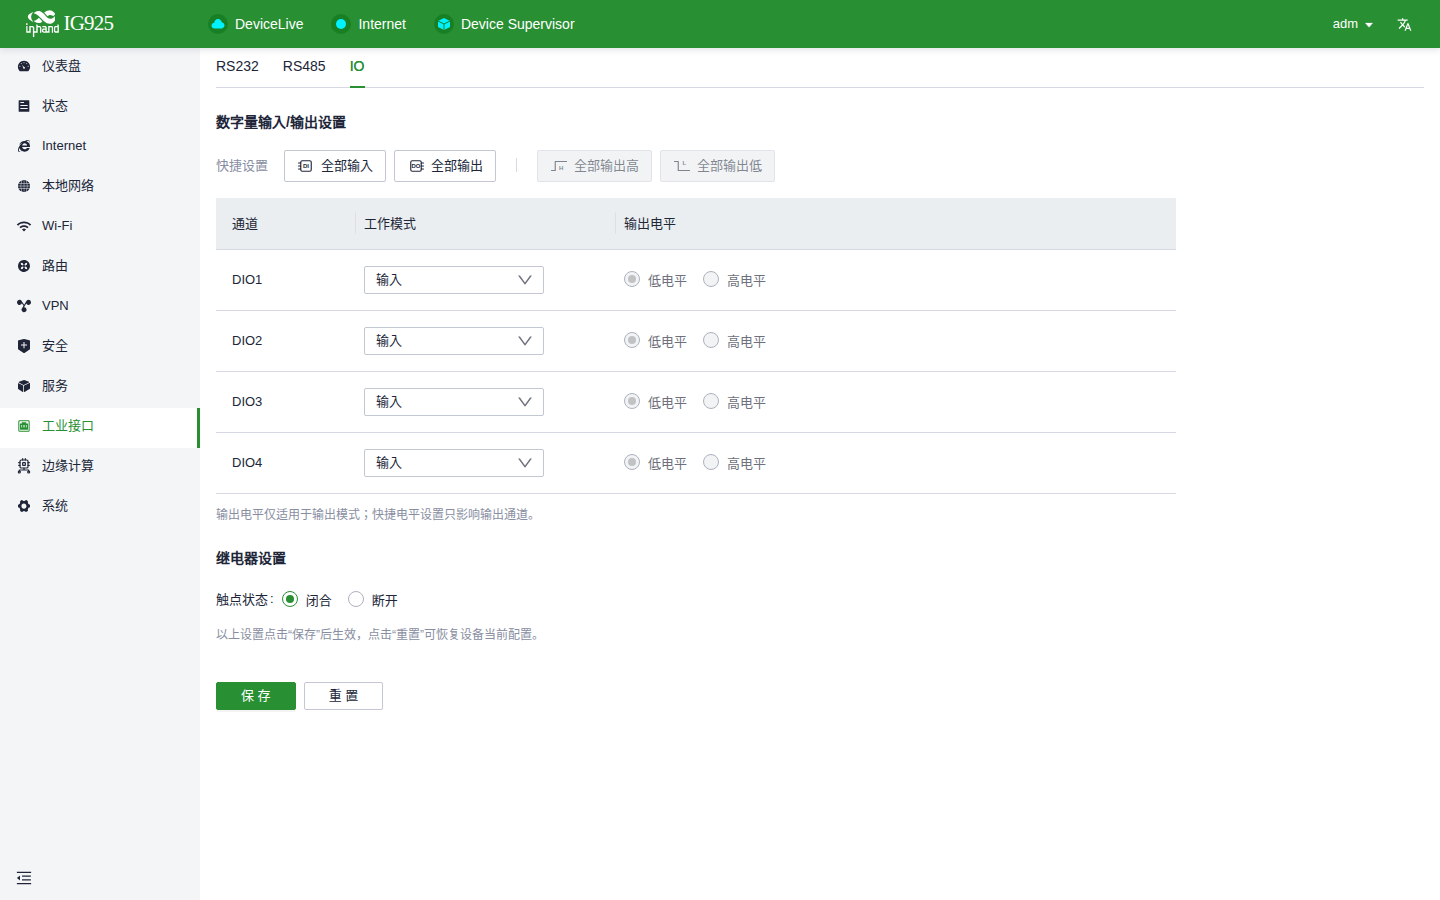 inhand IG925 DeviceLive Internet Device Supervisor adm
仪表盘
状态
Internet
本地网络
Wi-Fi
路由
VPN
安全
服务
工业接口
边缘计算
系统
RS232 RS485 IO
数字量输入/输出设置
快捷设置 DI 全部输入 DO 全部输出 H 全部输出高 L 全部输出低
通道 工作模式 输出电平
DIO1 输入 低电平 高电平
DIO2 输入 低电平 高电平
DIO3 输入 低电平 高电平
DIO4 输入 低电平 高电平
输出电平仅适用于输出模式；快捷电平设置只影响输出通道。
继电器设置
触点状态: 闭合 断开
以上设置点击“保存”后生效，点击“重置”可恢复设备当前配置。
保 存 重 置